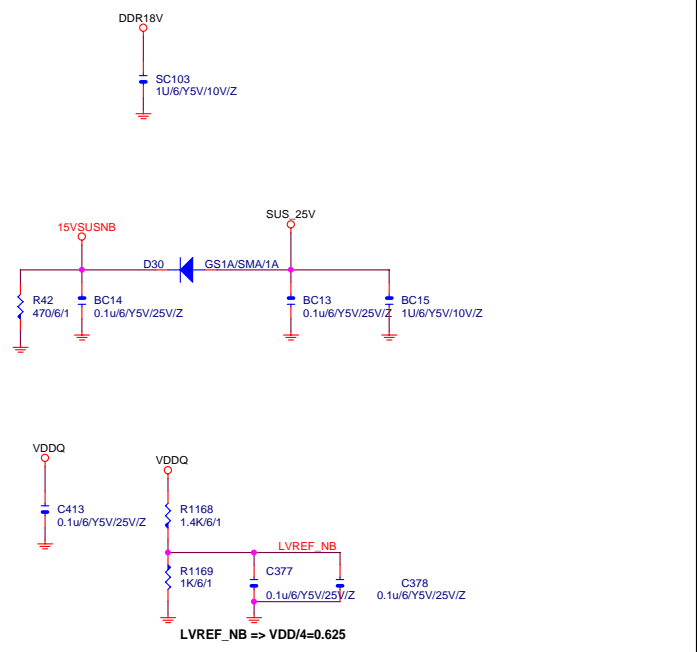 DDR18V
SC103
1U/6/Y5V/10V/Z
SUS_25V
15VSUSNB
D30
GS1A/SMA/1A
R42
470/6/1
BC14
0.1u/6/Y5V/25V/Z
BC13
0.1u/6/Y5V/25V/Z
BC15
1U/6/Y5V/10V/Z
VDDQ
VDDQ
C413
0.1u/6/Y5V/25V/Z
R1168
1.4K/6/1
LVREF_NB
R1169
1K/6/1
C377
0.1u/6/Y5V/25V/Z
C378
0.1u/6/Y5V/25V/Z
LVREF_NB => VDD/4=0.625